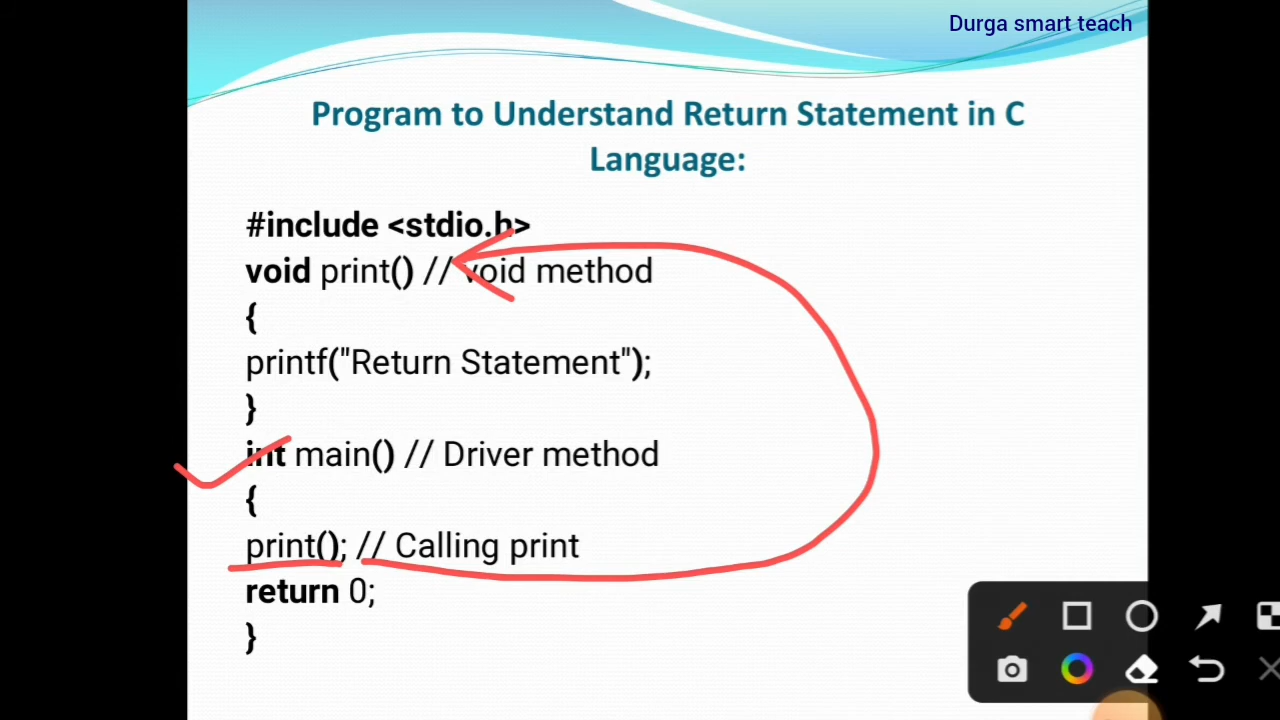 Durga smart teach
Program to Understand Return Statement in C
Language:
#include <stdio.h>
void print() // void method
{
printf("Return Statement");
}
int main() // Driver method
{
print(); // Calling print
return 0;
}